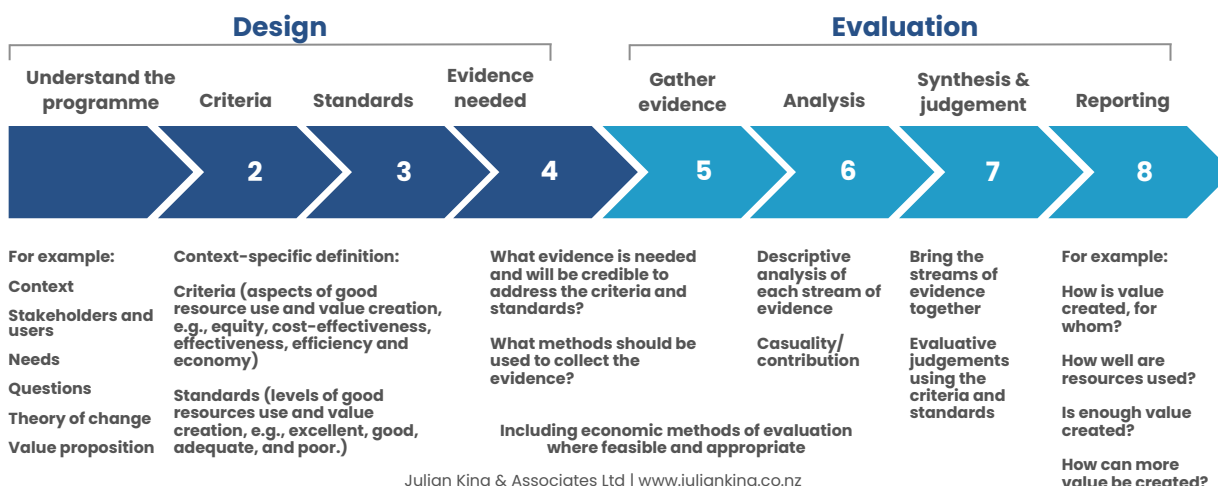 Design
Evaluation
Understand the
programme
Criteria
Standards
Evidence
needed
Gather
evidence
Analysis
Synthesis &
judgement
Reporting
2
3
4
5
6
7
8
For example:
Context
Stakeholders and
users
Needs
Questions
Theory of change
Value proposition
Context-specific definition:
Criteria (aspects of good
resource use and value creation,
e.g., equity, cost-effectiveness,
effectiveness, efficiency and
economy)
Standards (levels of good
resources use and value
creation, e.g., excellent, good,
adequate, and poor.)
What evidence is needed
and will be credible to
address the criteria and
standards?
What methods should be
used to collect the
evidence?
Including economic methods of evaluation
where feasible and appropriate
Descriptive
analysis of
each stream of
evidence
Casuality/
contribution
Bring the
streams of
evidence
together
Evaluative
judgements
using the
criteria and
standards
For example:
How is value
created, for
whom?
How well are
resources used?
Is enough value
created?
How can more
value be created?
Julian King & Associates Ltd | www.julianking.co.nz